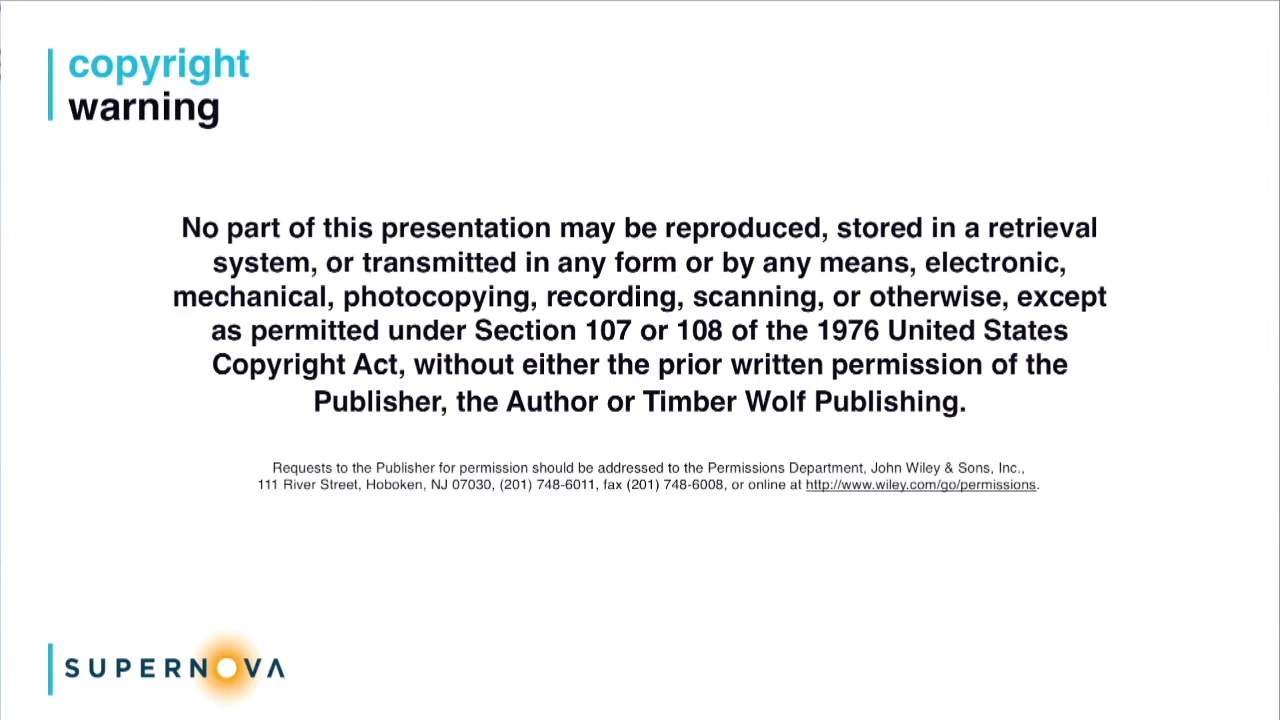 copyright
warning
No part of this presentation may be reproduced, stored in a retrieval
system, or transmitted in any form or by any means, electronic,
mechanical, photocopying, recording, scanning, or otherwise, except
as permitted under Section 107 or 108 of the 1976 United States
Copyright Act, without either the prior written permission of the
Publisher, the Author or Timber Wolf Publishing.
Requests to the Publisher for permission should be addressed to the Permissions Department, John Wiley & Sons, Inc.,
111 River Street, Hoboken, NJ 07030, (201) 748-6011, fax (201) 748-6008, or online at http://www.wiley.com/go/permissions.
SUPERNOVA